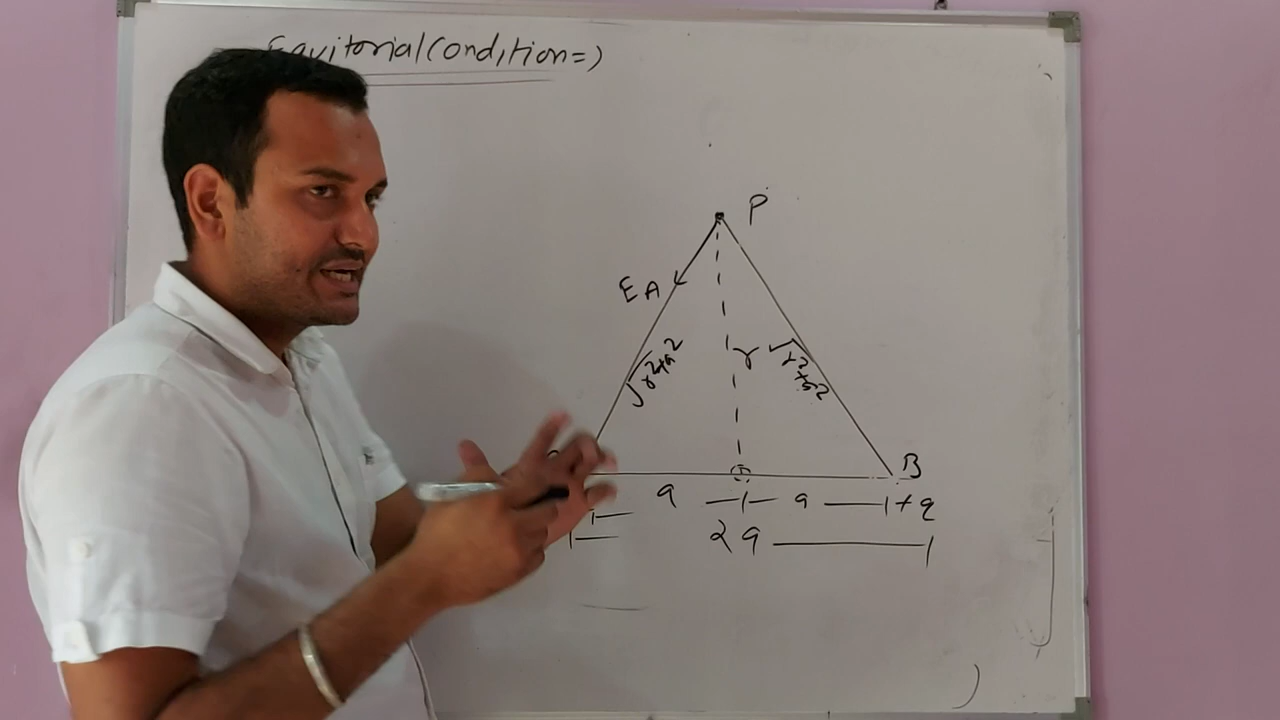 Equitorial Condition =)
P
EA
√r²+a²
r
√r²+a²
B
a
a
+q
2a